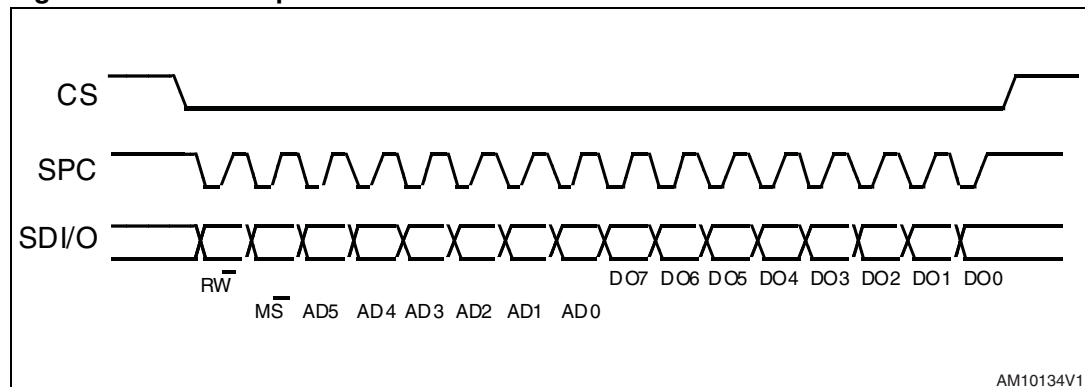 CS
SPC
SDI/O
RW DO7 DO6 DO5 DO4 DO3 DO2 DO1 DO0
MS AD5 AD4 AD3 AD2 AD1 AD0
AM10134V1